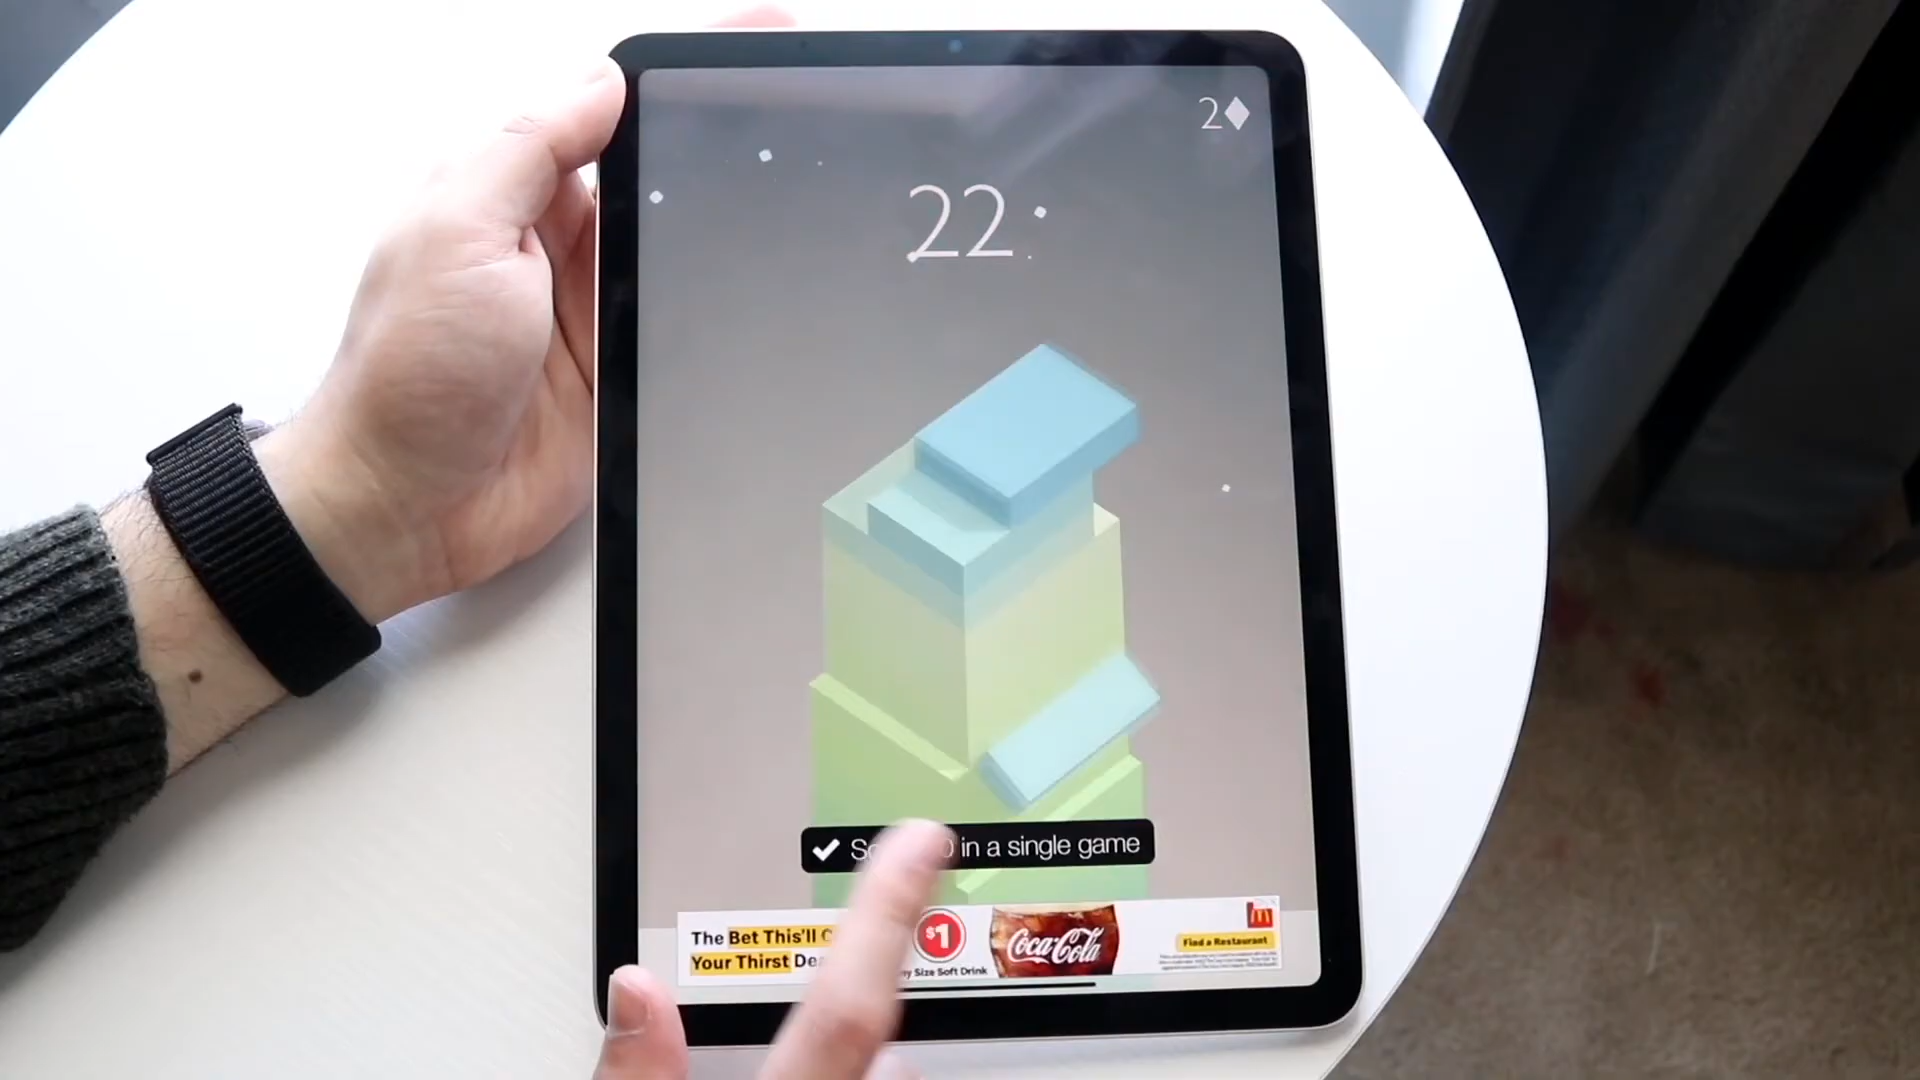 2
22
in a single game
The Bet This'll
Your Thirst
$1
Size Soft Drink
Coca-Cola
Find a Restaurant